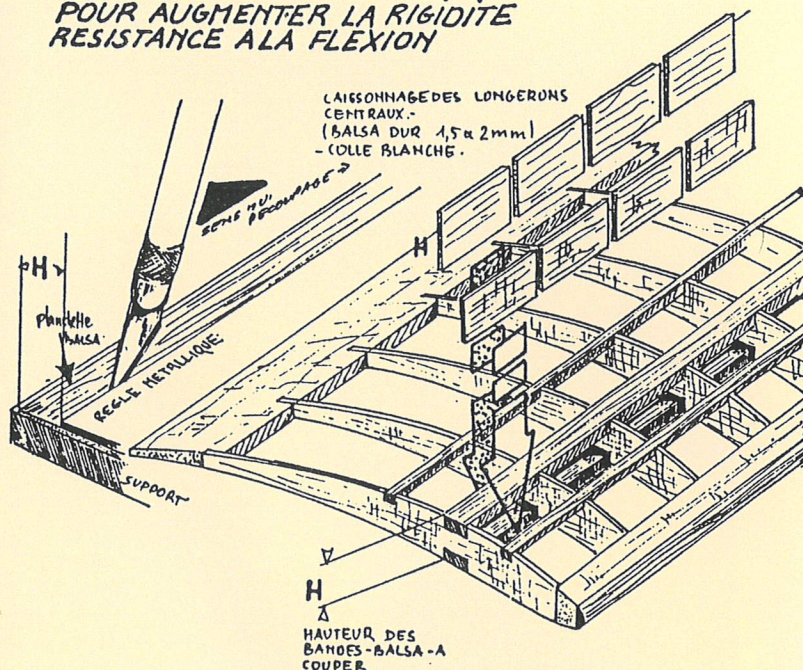 POUR AUGMENTER LA RIGIDITE
RESISTANCE A LA FLEXION
CAISSONNAGE DES LONGERONS
CENTRAUX.-
(BALSA DUR 1,5 à 2mm)
- COLLE BLANCHE.
SENS DU
DECOUPAGE
H
H
planchette
BALSA
REGLE METALLIQUE
SUPPORT
H
HAUTEUR DES
BANDES-BALSA-A
COUPER